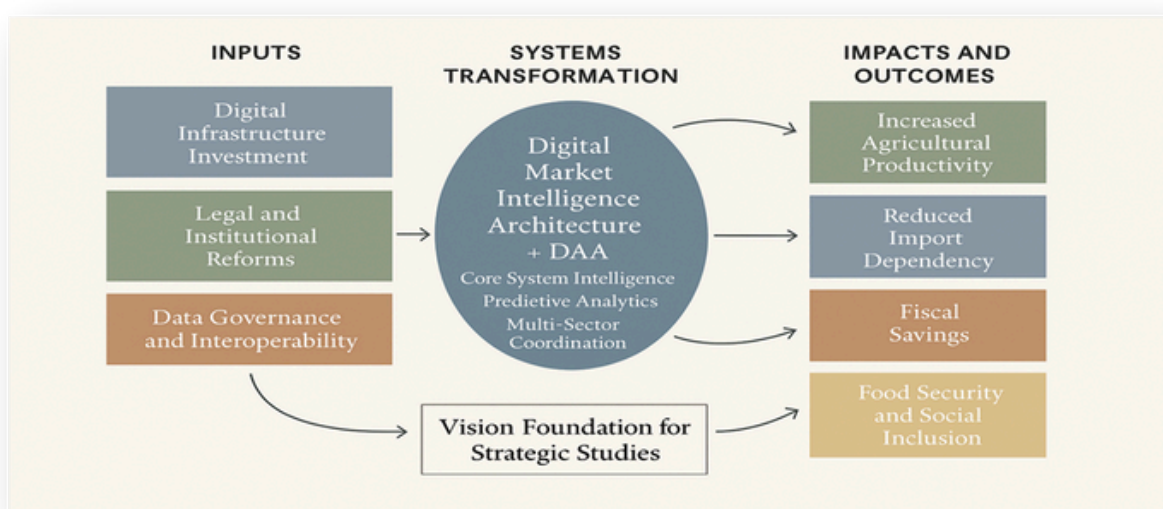 INPUTS
Digital
Infrastructure
Investment
Legal and
Institutional
Reforms
Data Governance
and Interoperability
SYSTEMS
TRANSFORMATION
Digital
Market
Intelligence
Architecture
+ DAA
Core System Intelligence
Predietive Analytics
Multi-Sector
Coordination
Vision Foundation for
Strategic Studies
IMPACTS AND
OUTCOMES
Increased
Agricultural
Productivity
Reduced
Import
Dependency
Fiscal
Savings
Food Security
and Social
Inclusion